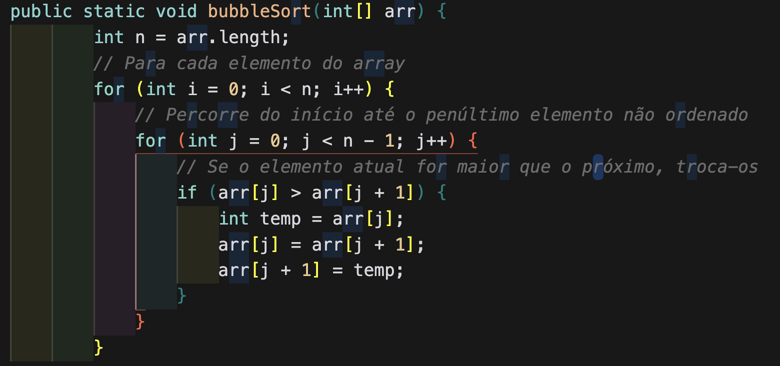 public static void bubbleSort(int[] arr) {
int n = arr.length;
// Para cada elemento do array
for (int i = 0; i < n; i++) {
// Percorre do início até o penúltimo elemento não ordenado
for (int j = 0; j < n - 1; j++) {
// Se o elemento atual for maior que o próximo, troca-os
if (arr[j] > arr[j + 1]) {
int temp = arr[j];
arr[j] = arr[j + 1];
arr[j + 1] = temp;
}
}
}